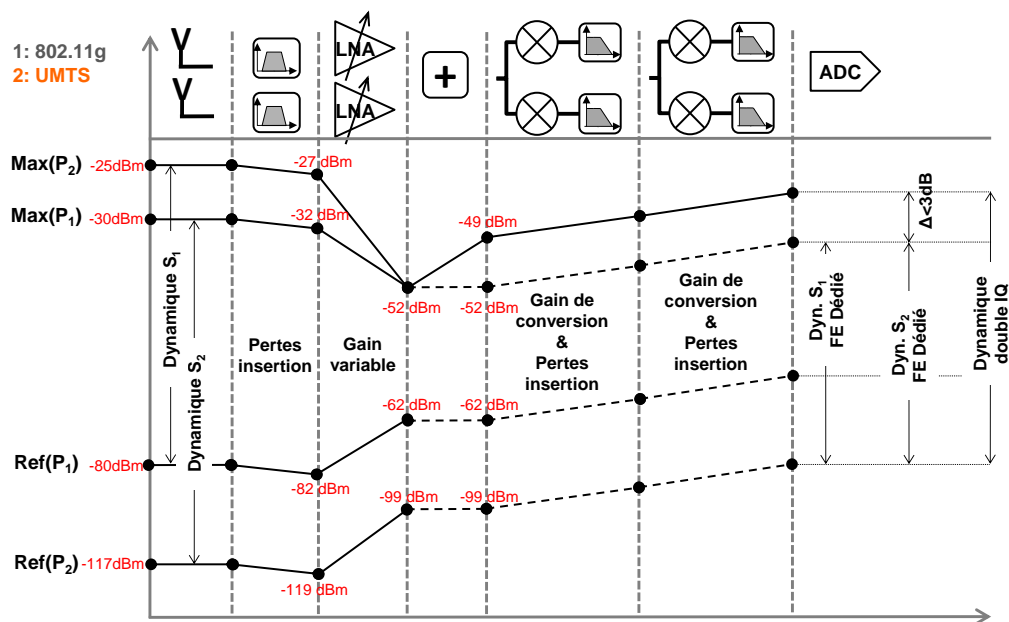 1: 802.11g
2: UMTS
LNA
LNA
+
ADC
Max(P2) -25dBm
-27 dBm
Max(P1) -30dBm
-32 dBm
-49 dBm
-52 dBm
-52 dBm
Dynamique S1
Dynamique S2
Pertes
insertion
Gain
variable
Gain de
conversion
&
Pertes
insertion
Gain de
conversion
&
Pertes
insertion
Δ<3dB
Dyn. S1
FE Dédié
Dyn. S2
FE Dédié
Dynamique
double IQ
-62 dBm
-62 dBm
Ref(P1) -80dBm
-82 dBm
-99 dBm
-99 dBm
Ref(P2) -117dBm
-119 dBm